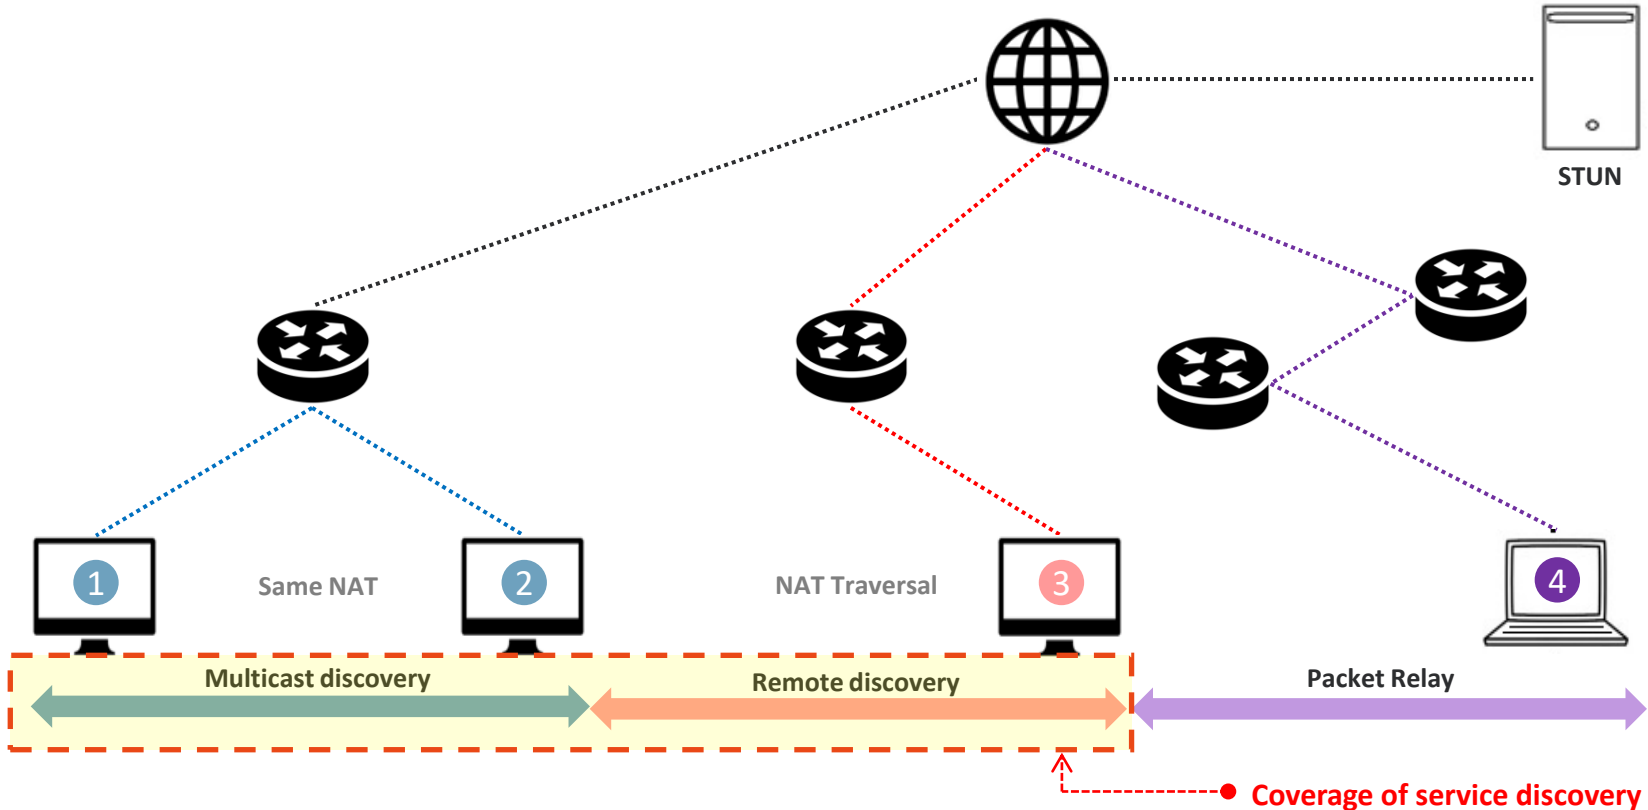 STUN
1
Same NAT
2
NAT Traversal
3
4
Multicast discovery
Remote discovery
Packet Relay
Coverage of service discovery